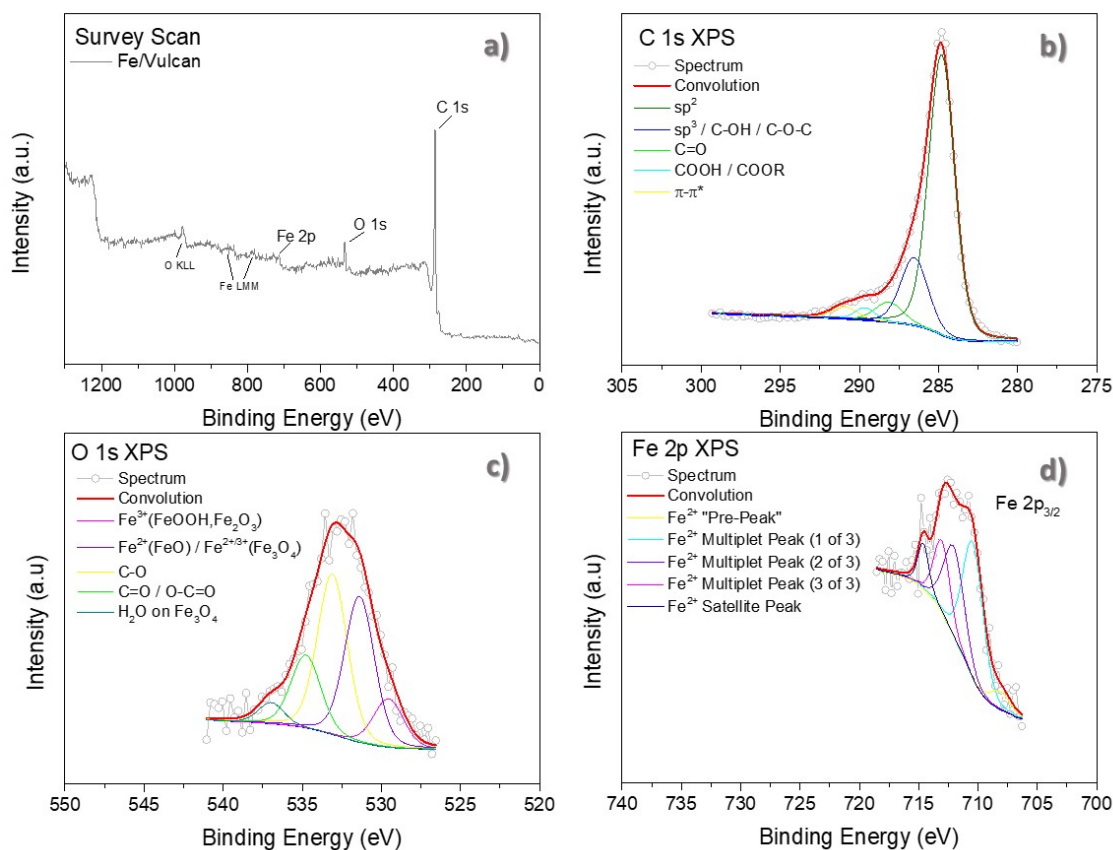 Survey Scan
Fe/Vulcan
a)
C 1s
O 1s
Fe 2p
O KLL
Fe LMM
Intensity (a.u.)
1200 1000 800 600 400 200 0
Binding Energy (eV)
C 1s XPS
b)
Spectrum
Convolution
sp²
sp³ / C-OH / C-O-C
C=O
COOH / COOR
π-π*
Intensity (a.u.)
305 300 295 290 285 280 275
Binding Energy (eV)
O 1s XPS
c)
Spectrum
Convolution
Fe³⁺(FeOOH,Fe₂O₃)
Fe²⁺(FeO) / Fe²⁺ᐟ³⁺(Fe₃O₄)
C-O
C=O / O-C=O
H₂O on Fe₃O₄
Intensity (a.u)
550 545 540 535 530 525 520
Binding Energy (eV)
Fe 2p XPS
d)
Spectrum
Convolution
Fe²⁺ "Pre-Peak"
Fe²⁺ Multiplet Peak (1 of 3)
Fe²⁺ Multiplet Peak (2 of 3)
Fe²⁺ Multiplet Peak (3 of 3)
Fe²⁺ Satellite Peak
Fe 2p₃/₂
Intensity (a.u.)
740 735 730 725 720 715 710 705 700
Binding Energy (eV)